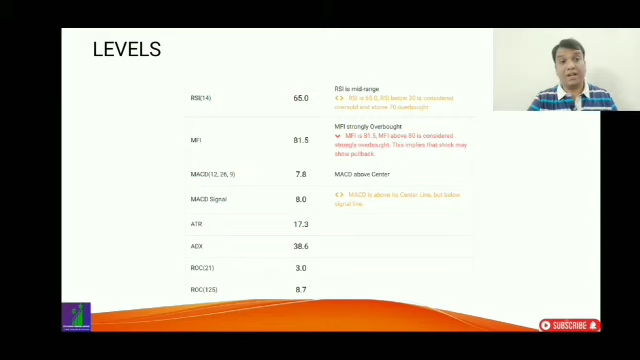 LEVELS
RSI(14) 65.0 RSI is mid-range
RSI is 65.0, RSI below 30 is considered
oversold and above 70 overbought
MFI 81.5 MFI strongly Overbought
MFI is 81.5, MFI above 80 is considered
strongly overbought. This implies that stock may
show pullback.
MACD(12, 26, 9) 7.8 MACD above Center
MACD Signal 8.0 MACD is above its Center Line, but below
signal line.
ATR 17.3
ADX 38.6
ROC(21) 3.0
ROC(125) 8.7
SUBSCRIBE